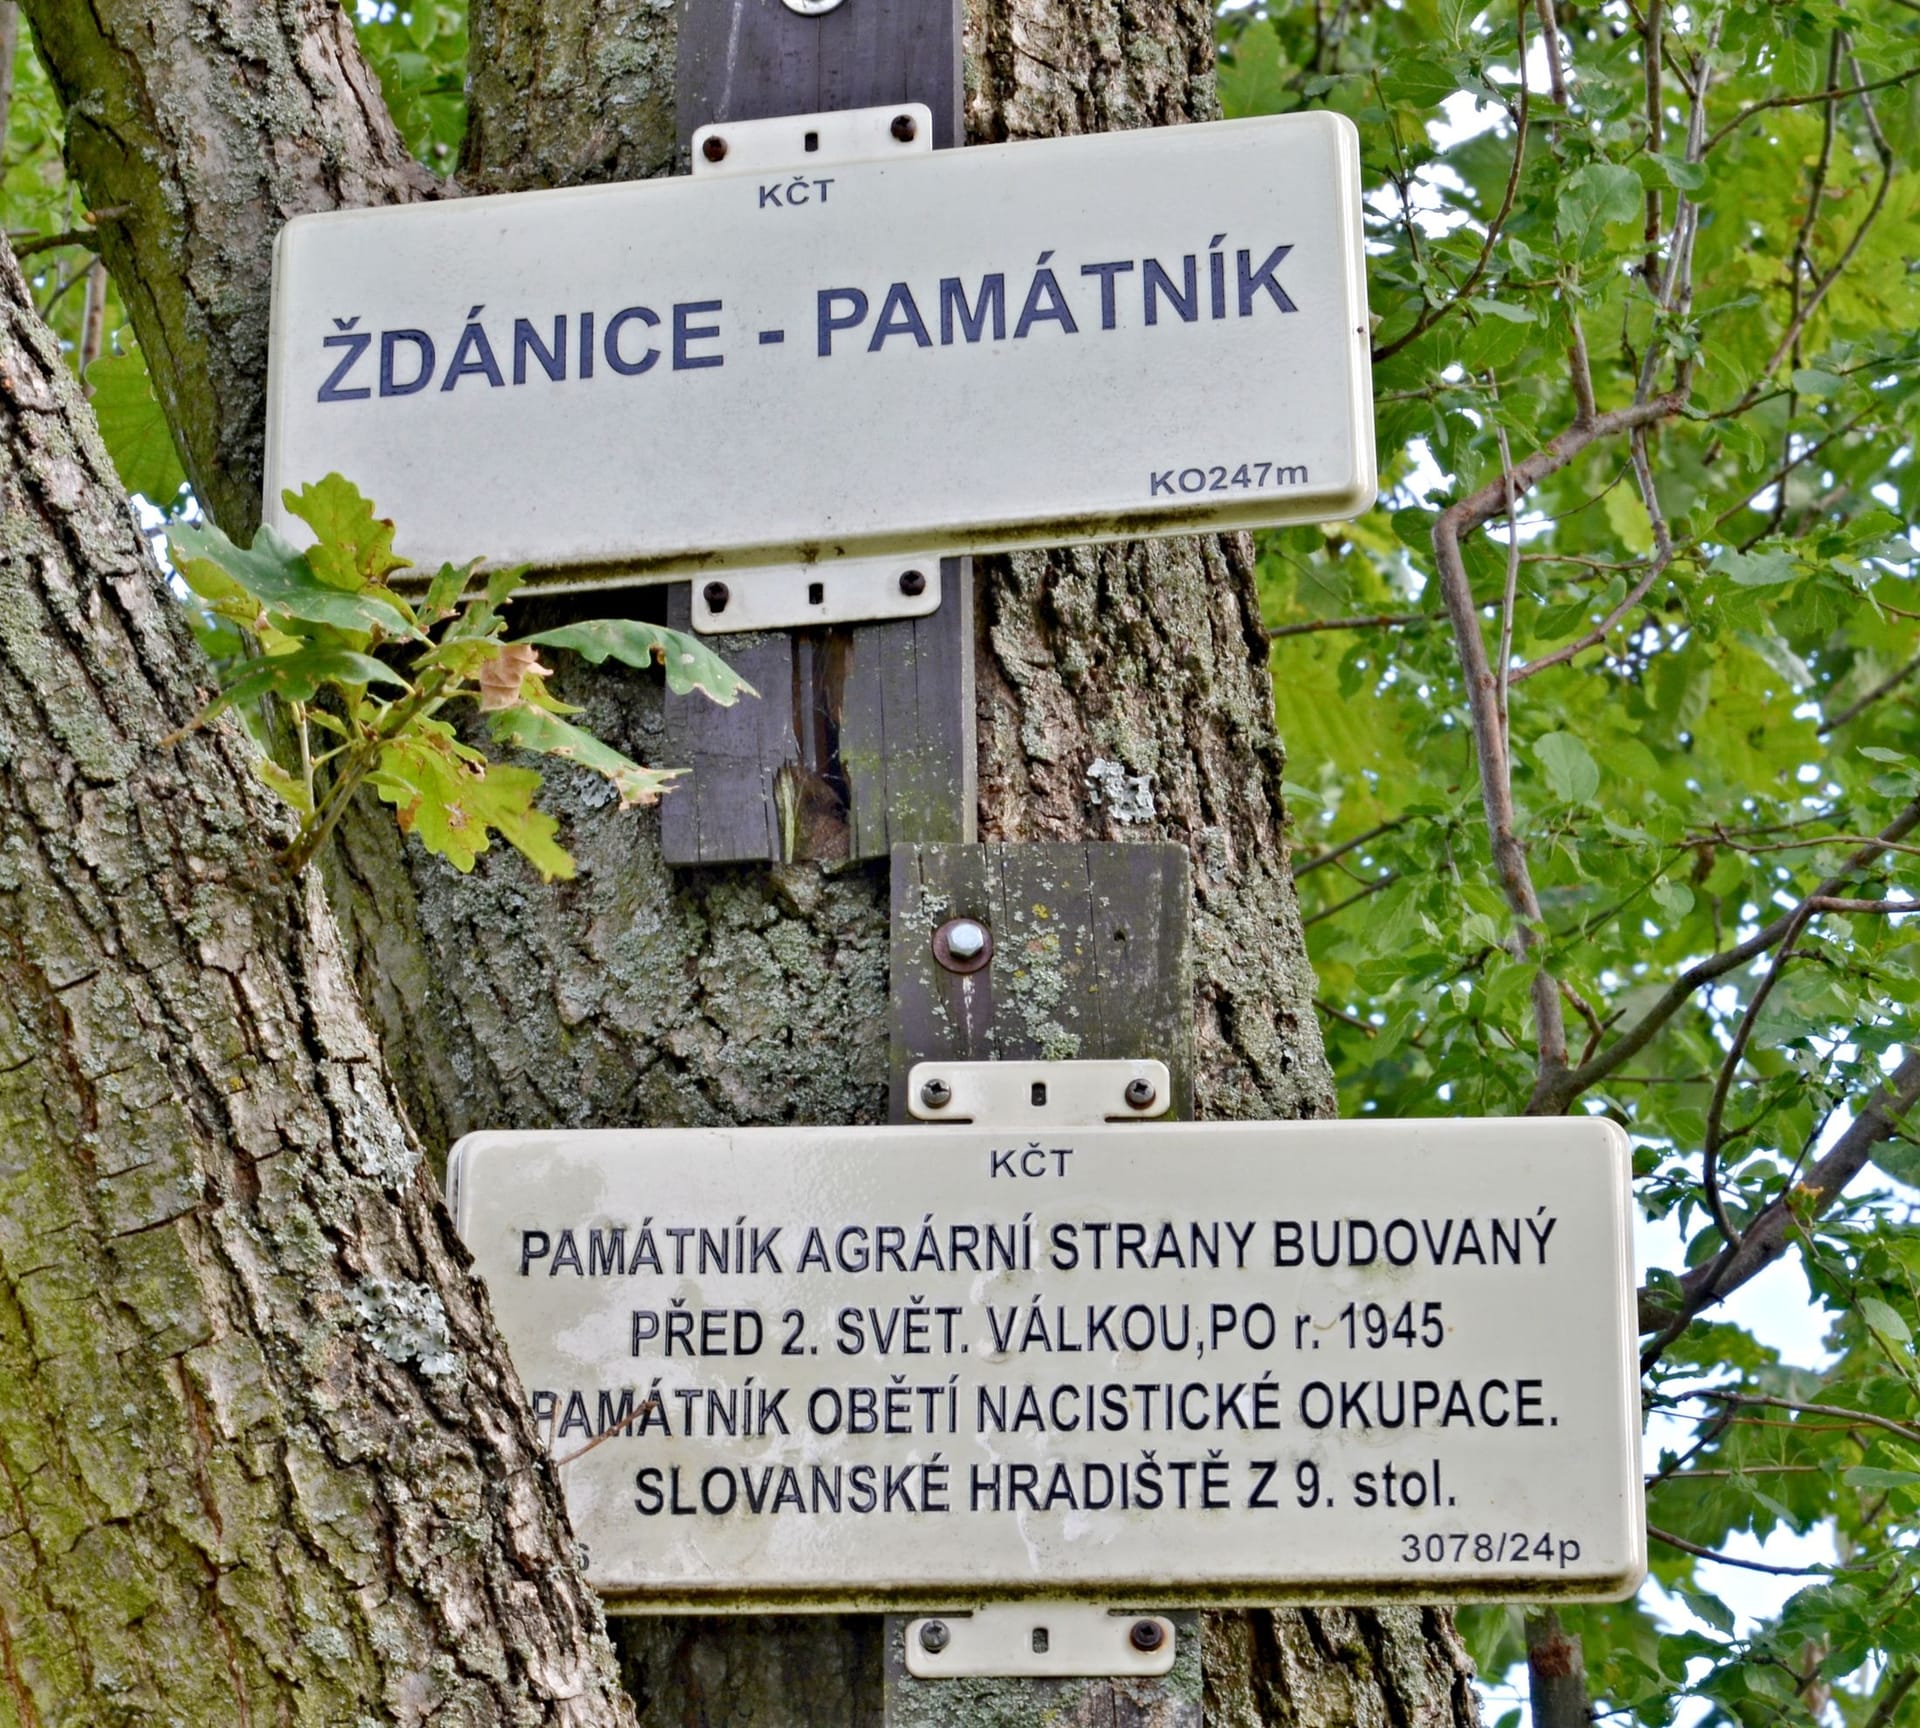 KČT
ŽDÁNICE - PAMÁTNÍK
KO247m
KČT
PAMÁTNÍK AGRÁRNÍ STRANY BUDOVANÝ
PŘED 2. SVĚT. VÁLKOU,PO r. 1945
PAMÁTNÍK OBĚTÍ NACISTICKÉ OKUPACE.
SLOVANSKÉ HRADIŠTĚ Z 9. stol.
3078/24p